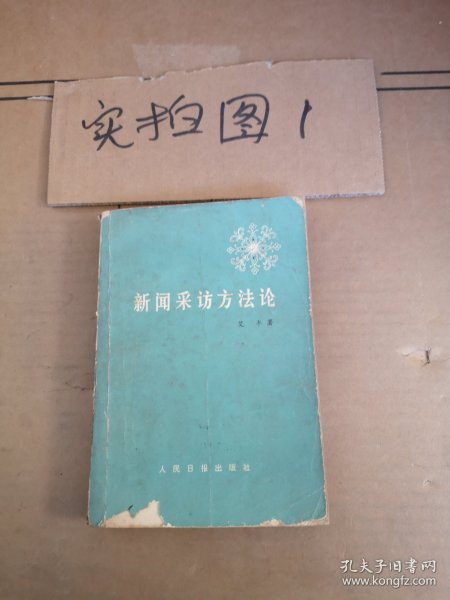 实拍图1
新闻采访方法论
艾丰著
人民日报出版社
孔夫子旧书网
www.kongfz.com